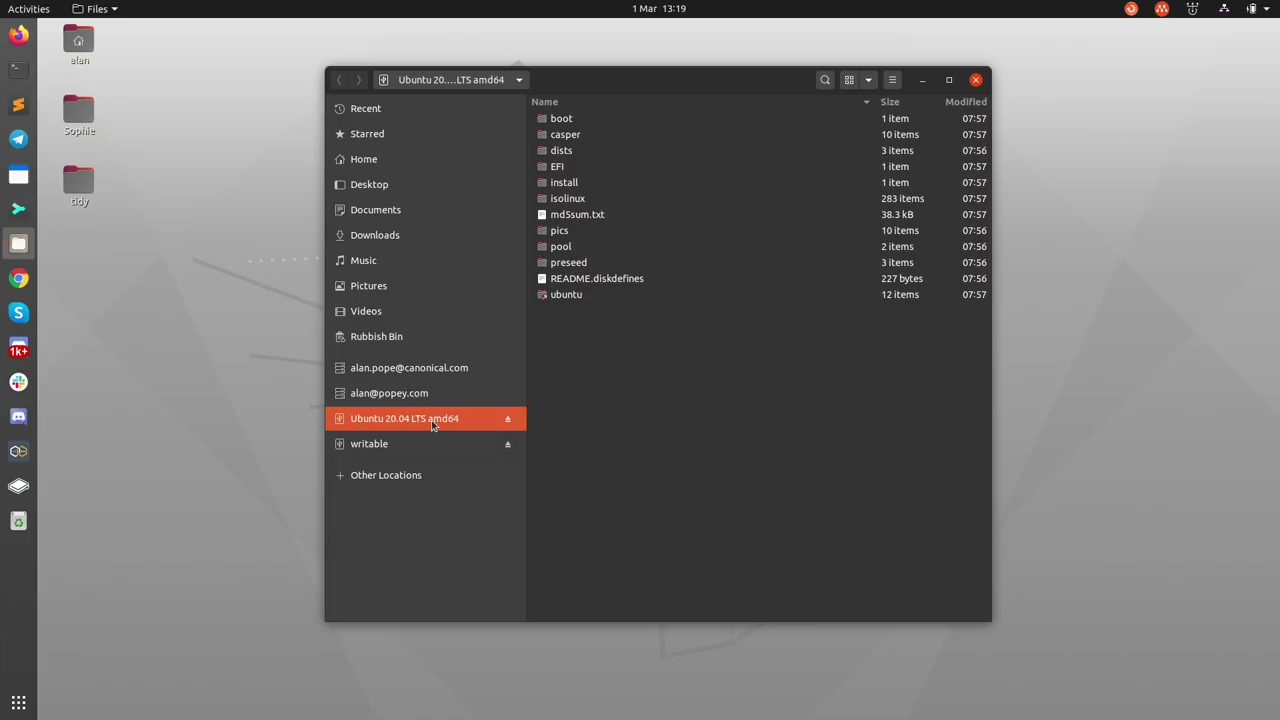 Activities
Files
1 Mar 13:19
alan
Sophie
tidy
1k+
Ubuntu 20....LTS amd64
Recent
Starred
Home
Desktop
Documents
Downloads
Music
Pictures
Videos
Rubbish Bin
alan.pope@canonical.com
alan@popey.com
Ubuntu 20.04 LTS amd64
writable
Other Locations
Name Size Modified
boot 1 item 07:57
casper 10 items 07:57
dists 3 items 07:56
EFI 1 item 07:57
install 1 item 07:57
isolinux 283 items 07:57
md5sum.txt 38.3 kB 07:57
pics 10 items 07:56
pool 2 items 07:56
preseed 3 items 07:56
README.diskdefines 227 bytes 07:56
ubuntu 12 items 07:57